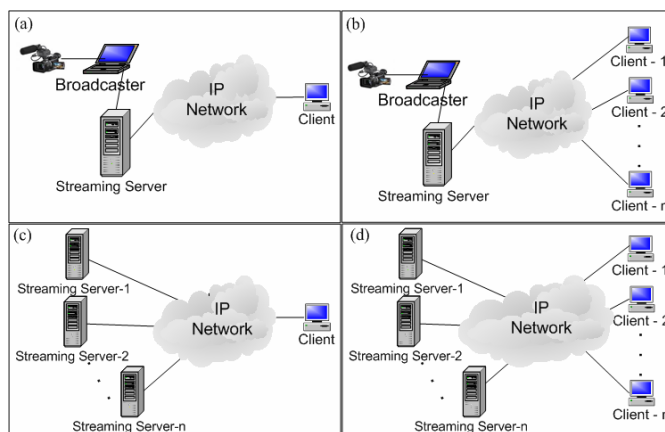 (a)
Broadcaster
IP
Network
Client
Streaming Server
(b)
Broadcaster
IP
Network
Client - 1
Client - 2
Client - n
Streaming Server
(c)
Streaming Server-1
IP
Network
Client
Streaming Server-2
Streaming Server-n
(d)
Streaming Server-1
IP
Network
Client - 1
Client - 2
Streaming Server-2
Streaming Server-n
Client - n